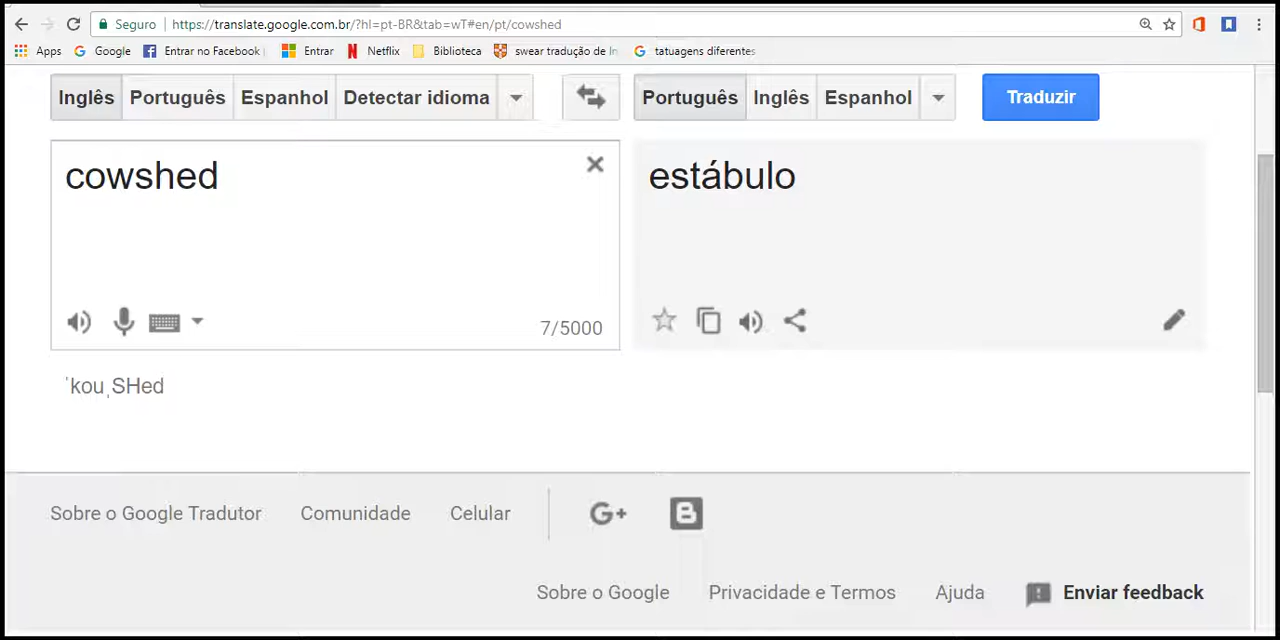 Seguro https://translate.google.com.br/?hl=pt-BR&tab=wT#en/pt/cowshed
Apps Google Entrar no Facebook Entrar Netflix Biblioteca swear tradução de In tatuagens diferentes
Inglês Português Espanhol Detectar idioma Português Inglês Espanhol Traduzir
cowshed estábulo
7/5000
ˈkouˌSHed
Sobre o Google Tradutor Comunidade Celular G+ B
Sobre o Google Privacidade e Termos Ajuda Enviar feedback